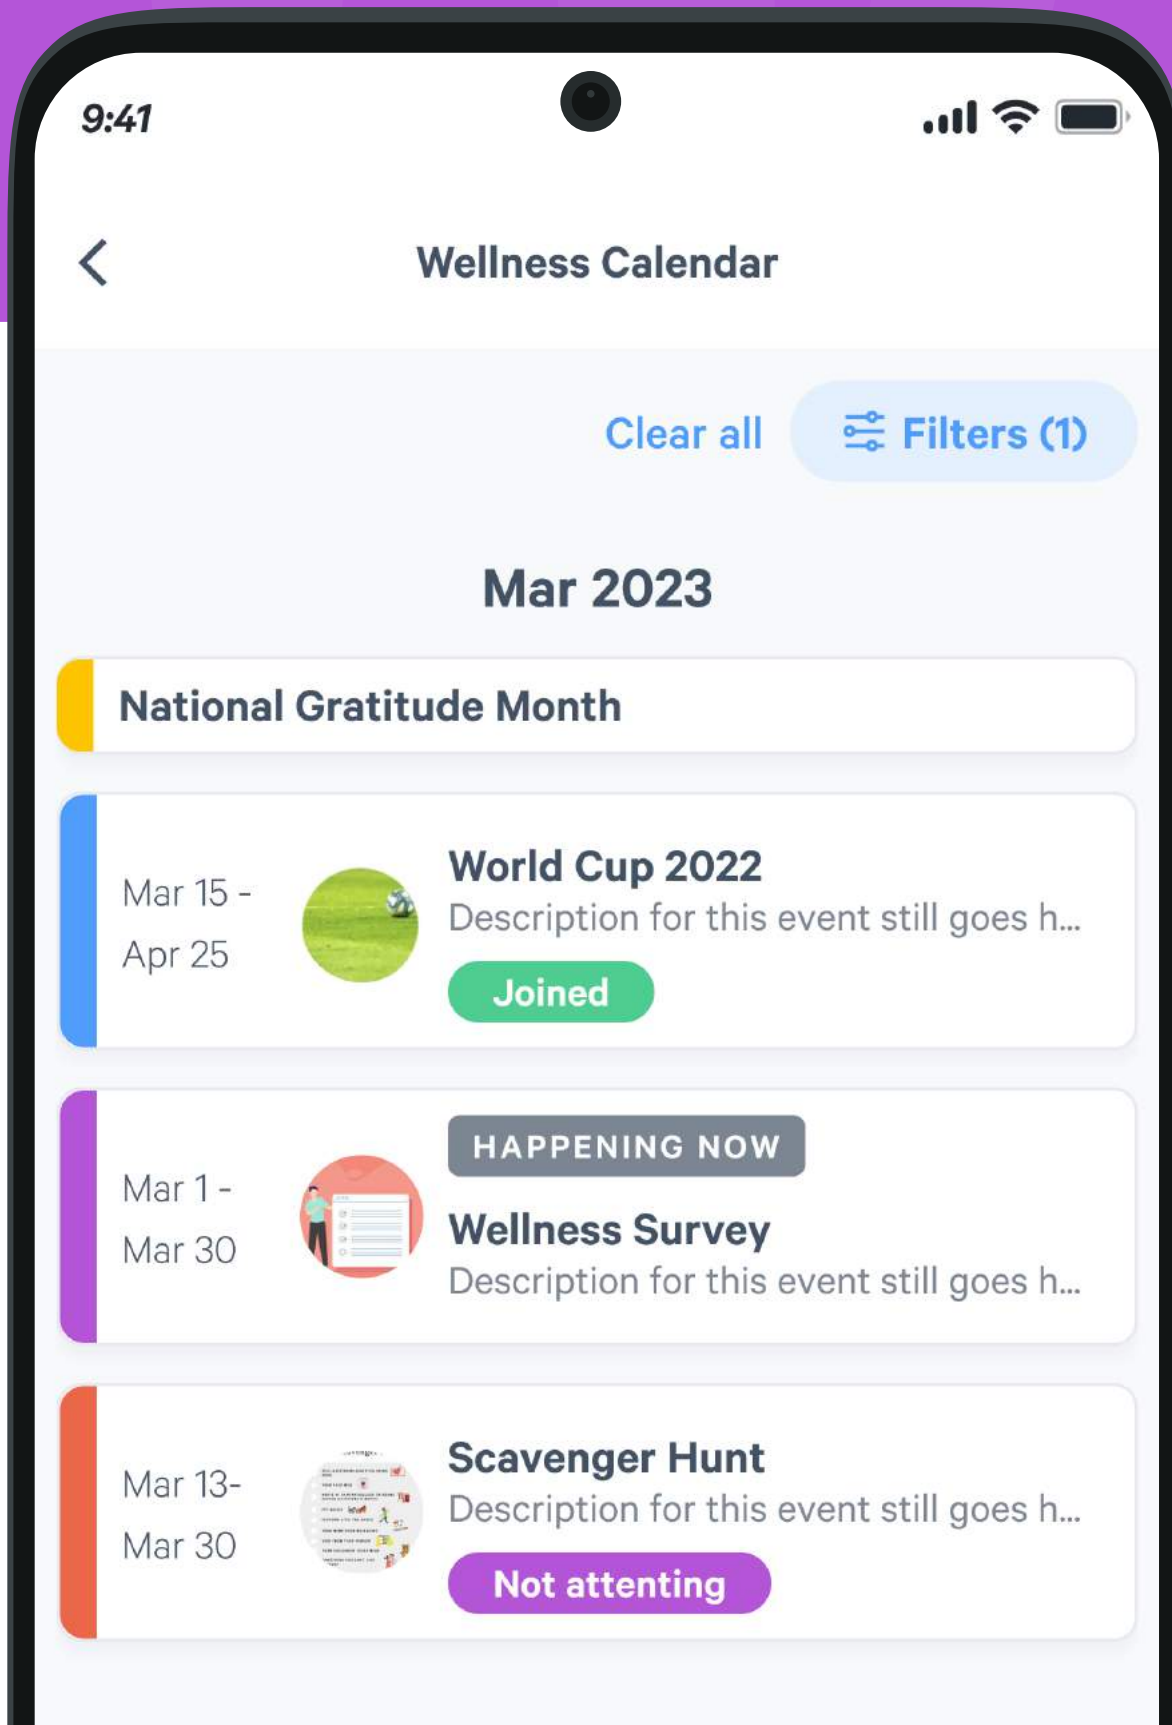 9:41
Wellness Calendar
Clear all
Filters (1)
Mar 2023
National Gratitude Month
Mar 15 -
Apr 25
World Cup 2022
Description for this event still goes h...
Joined
Mar 1 -
Mar 30
HAPPENING NOW
Wellness Survey
Description for this event still goes h...
Mar 13-
Mar 30
Scavenger Hunt
Description for this event still goes h...
Not attenting